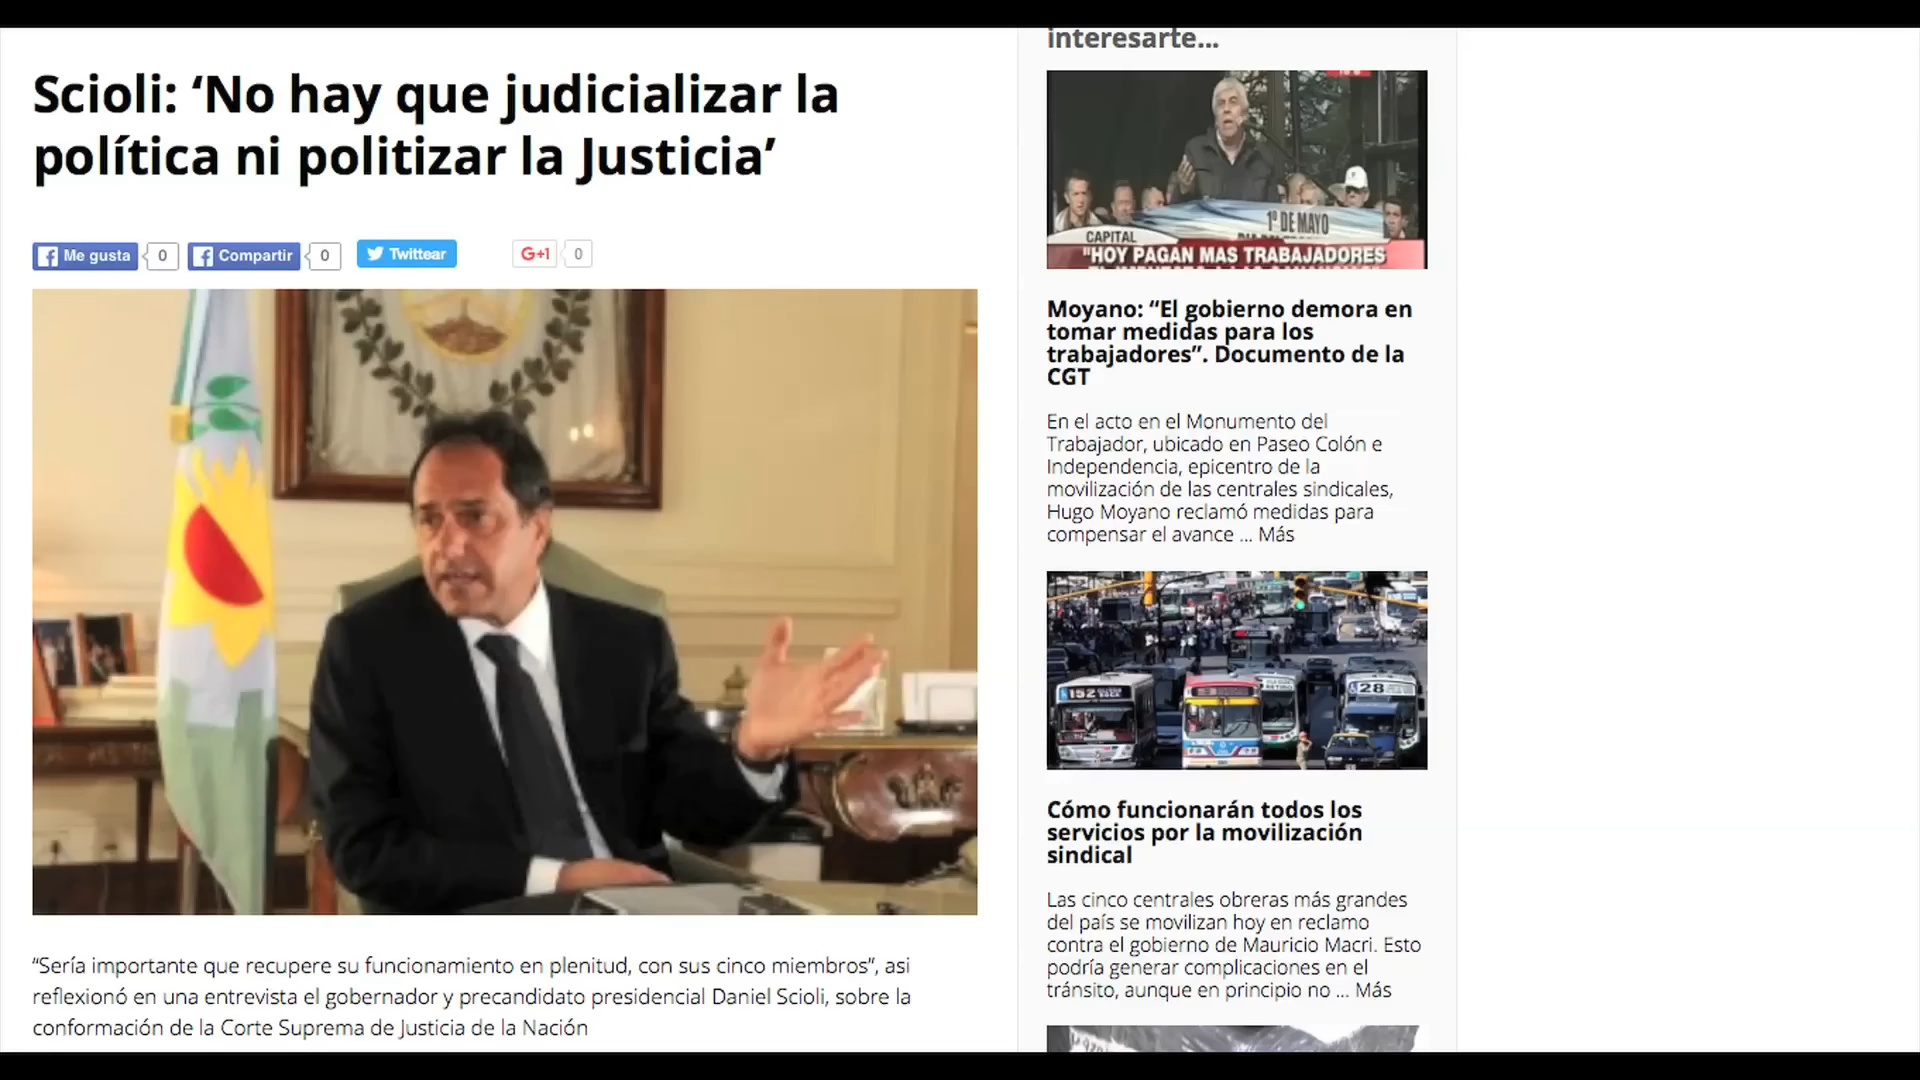 Scioli: ‘No hay que judicializar la
política ni politizar la Justicia’
Me gusta 0 Compartir 0 Twittear G+1 0
“Sería importante que recupere su funcionamiento en plenitud, con sus cinco miembros”, asi
reflexionó en una entrevista el gobernador y precandidato presidencial Daniel Scioli, sobre la
conformación de la Corte Suprema de Justicia de la Nación
interesarte...
1º DE MAYO
CAPITAL
"HOY PAGAN MAS TRABAJADORES
Moyano: “El gobierno demora en
tomar medidas para los
trabajadores”. Documento de la
CGT
En el acto en el Monumento del
Trabajador, ubicado en Paseo Colón e
Independencia, epicentro de la
movilización de las centrales sindicales,
Hugo Moyano reclamó medidas para
compensar el avance ... Más
152
28
Cómo funcionarán todos los
servicios por la movilización
sindical
Las cinco centrales obreras más grandes
del país se movilizan hoy en reclamo
contra el gobierno de Mauricio Macri. Esto
podría generar complicaciones en el
tránsito, aunque en principio no ... Más